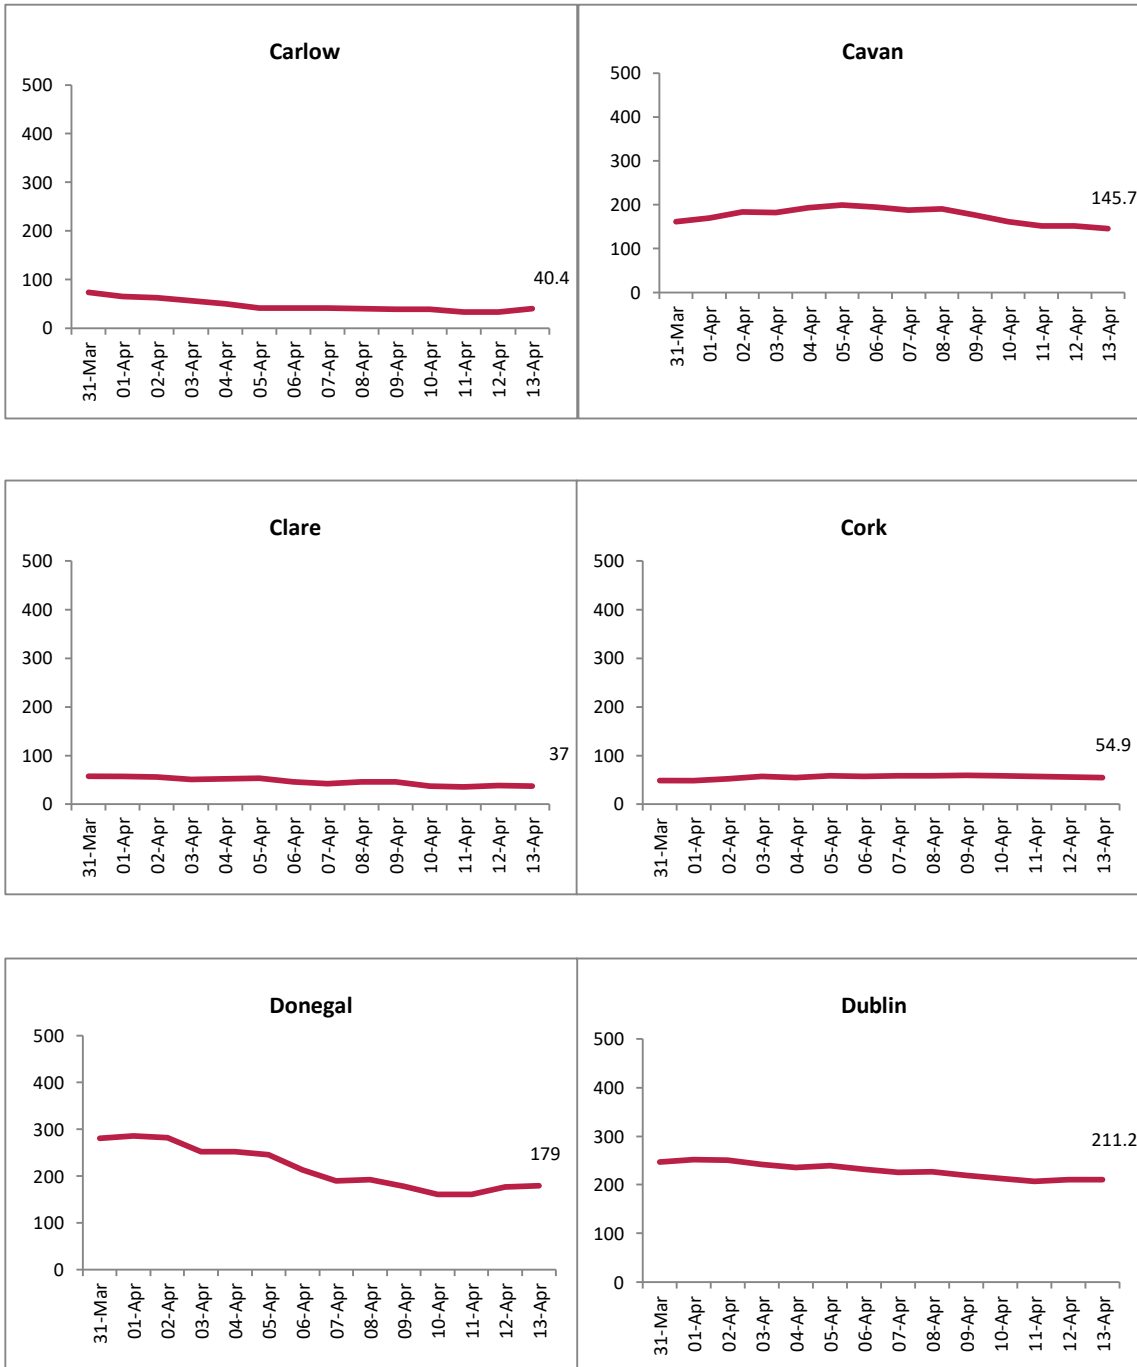 Carlow
500
400
300
200
100
0
40.4
31-Mar
01-Apr
02-Apr
03-Apr
04-Apr
05-Apr
06-Apr
07-Apr
08-Apr
09-Apr
10-Apr
11-Apr
12-Apr
13-Apr
Cavan
500
400
300
200
100
0
145.7
31-Mar
01-Apr
02-Apr
03-Apr
04-Apr
05-Apr
06-Apr
07-Apr
08-Apr
09-Apr
10-Apr
11-Apr
12-Apr
13-Apr
Clare
500
400
300
200
100
0
37
31-Mar
01-Apr
02-Apr
03-Apr
04-Apr
05-Apr
06-Apr
07-Apr
08-Apr
09-Apr
10-Apr
11-Apr
12-Apr
13-Apr
Cork
500
400
300
200
100
0
54.9
31-Mar
01-Apr
02-Apr
03-Apr
04-Apr
05-Apr
06-Apr
07-Apr
08-Apr
09-Apr
10-Apr
11-Apr
12-Apr
13-Apr
Donegal
500
400
300
200
100
0
179
31-Mar
01-Apr
02-Apr
03-Apr
04-Apr
05-Apr
06-Apr
07-Apr
08-Apr
09-Apr
10-Apr
11-Apr
12-Apr
13-Apr
Dublin
500
400
300
200
100
0
211.2
31-Mar
01-Apr
02-Apr
03-Apr
04-Apr
05-Apr
06-Apr
07-Apr
08-Apr
09-Apr
10-Apr
11-Apr
12-Apr
13-Apr